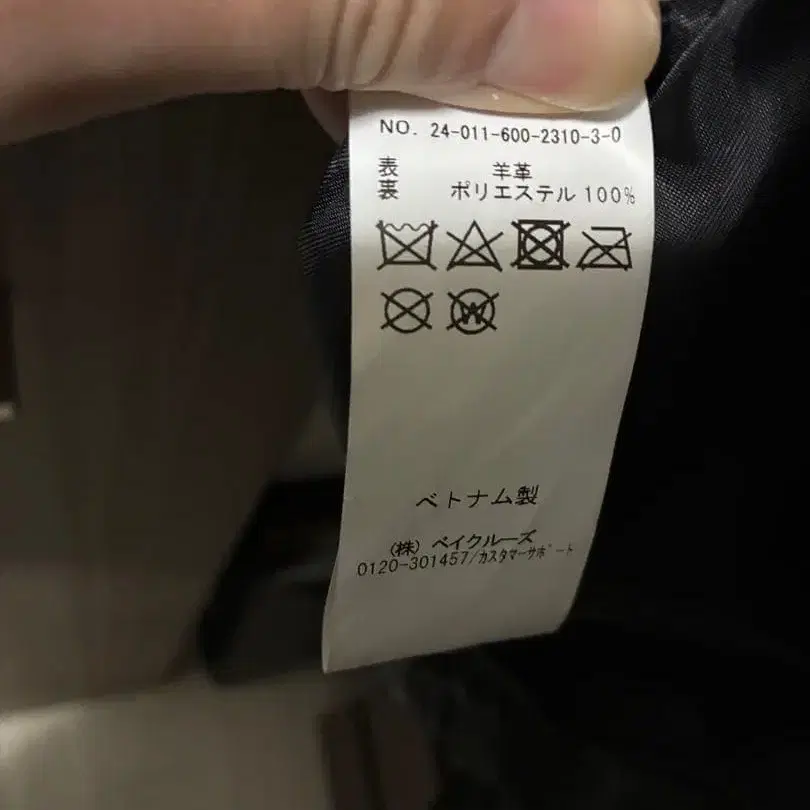 NO. 24-011-600-2310-3-0
表 羊革
裏 ポリエステル 100%
W
ベトナム製
(株) ベイクルーズ
0120-301457/カスタマーサポート